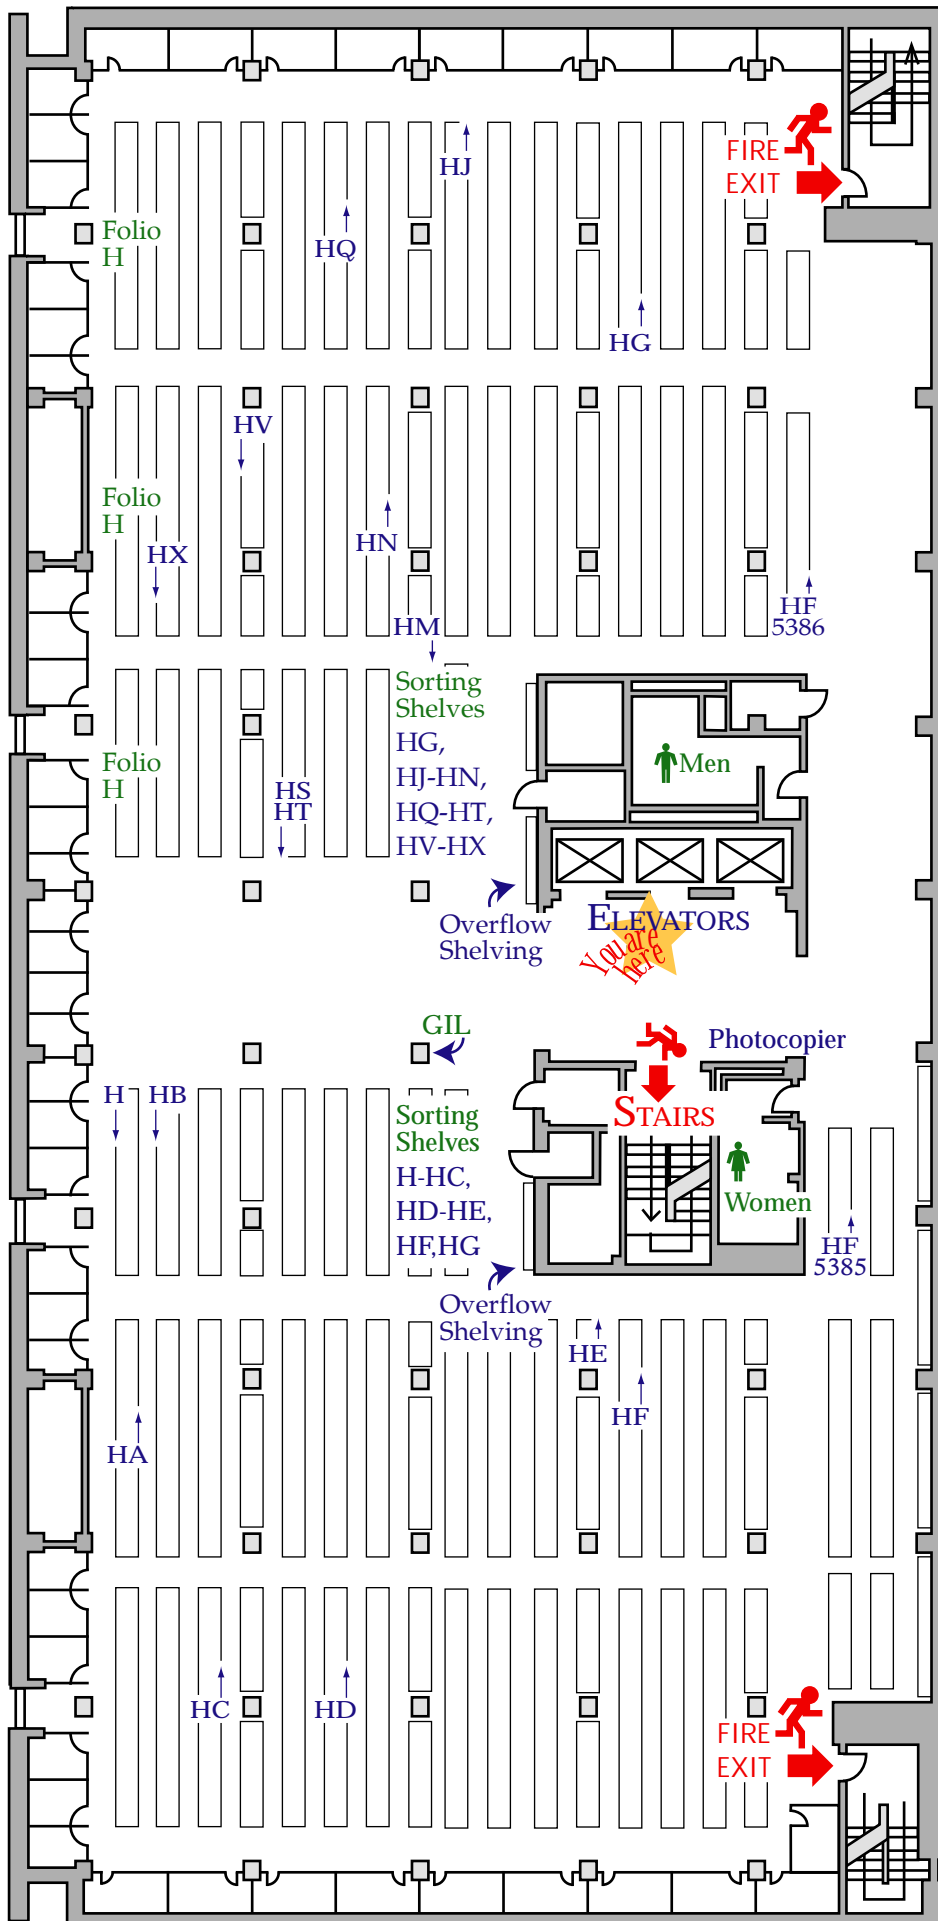 FIRE
EXIT
HJ
Folio
H
HQ
HG
HV
Folio
H
HN
HX
HF
5386
HM
Sorting
Shelves
HG,
HJ-HN,
HQ-HT,
HV-HX
Men
Folio
H
HS
HT
Overflow
Shelving
ELEVATORS
You are
here
GIL
Photocopier
H
HB
Sorting
Shelves
H-HC,
HD-HE,
HF,HG
STAIRS
Women
HF
5385
Overflow
Shelving
HE
HF
HA
HC
HD
FIRE
EXIT